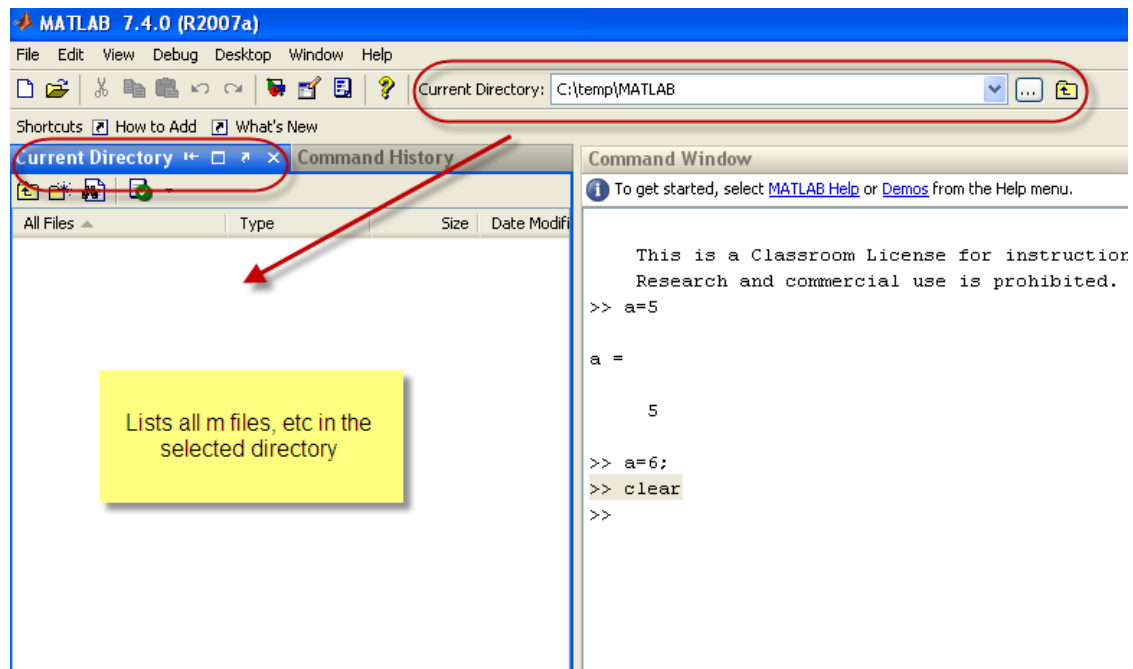 MATLAB 7.4.0 (R2007a)
File Edit View Debug Desktop Window Help
Current Directory: C:\temp\MATLAB
Shortcuts How to Add What's New
Current Directory Command History
All Files Type Size Date Modifi
Lists all m files, etc in the
selected directory
Command Window
To get started, select MATLAB Help or Demos from the Help menu.
This is a Classroom License for instruction
Research and commercial use is prohibited.
>> a=5
a =
5
>> a=6;
>> clear
>>